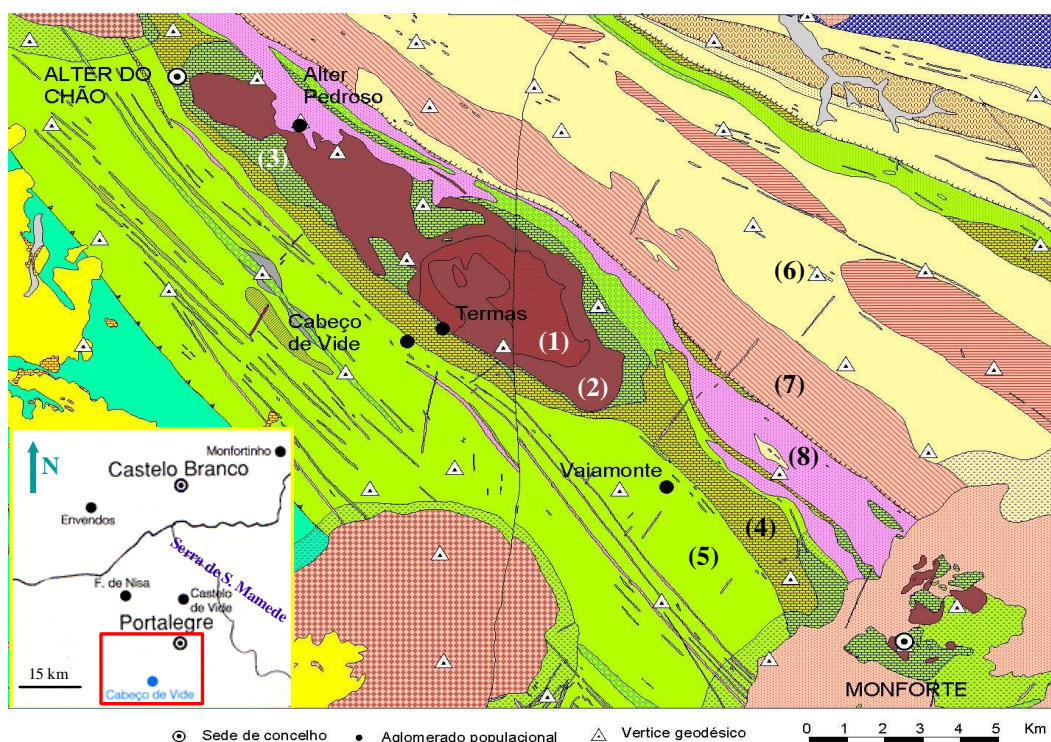 ALTER DO
CHÃO
Alter
Pedroso
(3)
(6)
Termas
Cabeço
de Vide
(1)
(2)
(7)
(8)
Vaiamonte
(4)
(5)
MONFORTE
N
Monfortinho
Castelo Branco
Envendos
Serra de S. Mamede
F. de Nisa
Castelo
de Vide
Portalegre
15 km
Cabeço de Vide
Sede de concelho
Aglomerado populacional
Vertice geodésico
0 1 2 3 4 5 Km